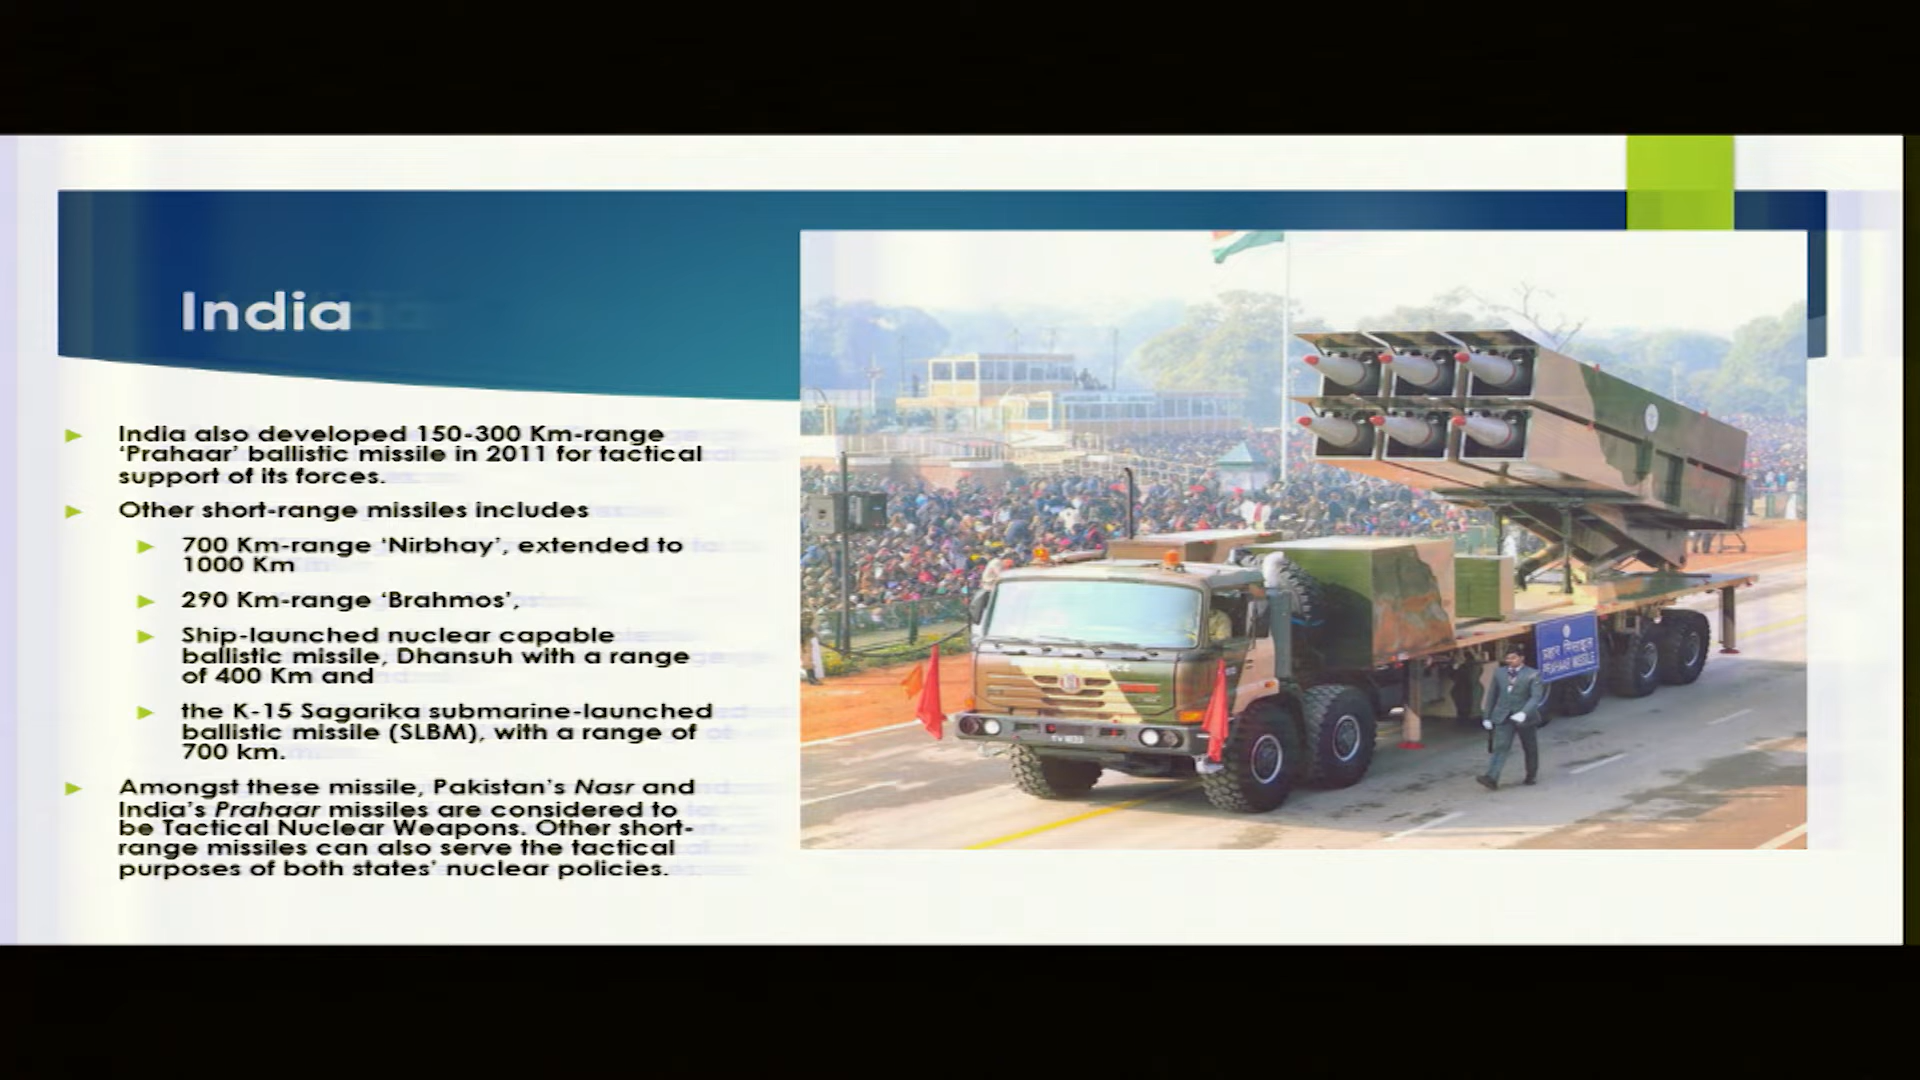 India
India also developed 150-300 Km-range
‘Prahaar’ ballistic missile in 2011 for tactical
support of its forces.
Other short-range missiles includes
700 Km-range ‘Nirbhay’, extended to
1000 Km
290 Km-range ‘Brahmos’,
Ship-launched nuclear capable
ballistic missile, Dhansuh with a range
of 400 Km and
the K-15 Sagarika submarine-launched
ballistic missile (SLBM), with a range of
700 km.
Amongst these missile, Pakistan’s Nasr and
India’s Prahaar missiles are considered to
be Tactical Nuclear Weapons. Other short-
range missiles can also serve the tactical
purposes of both states’ nuclear policies.
प्रहार मिसाइल
PRAHAAR MISSILE